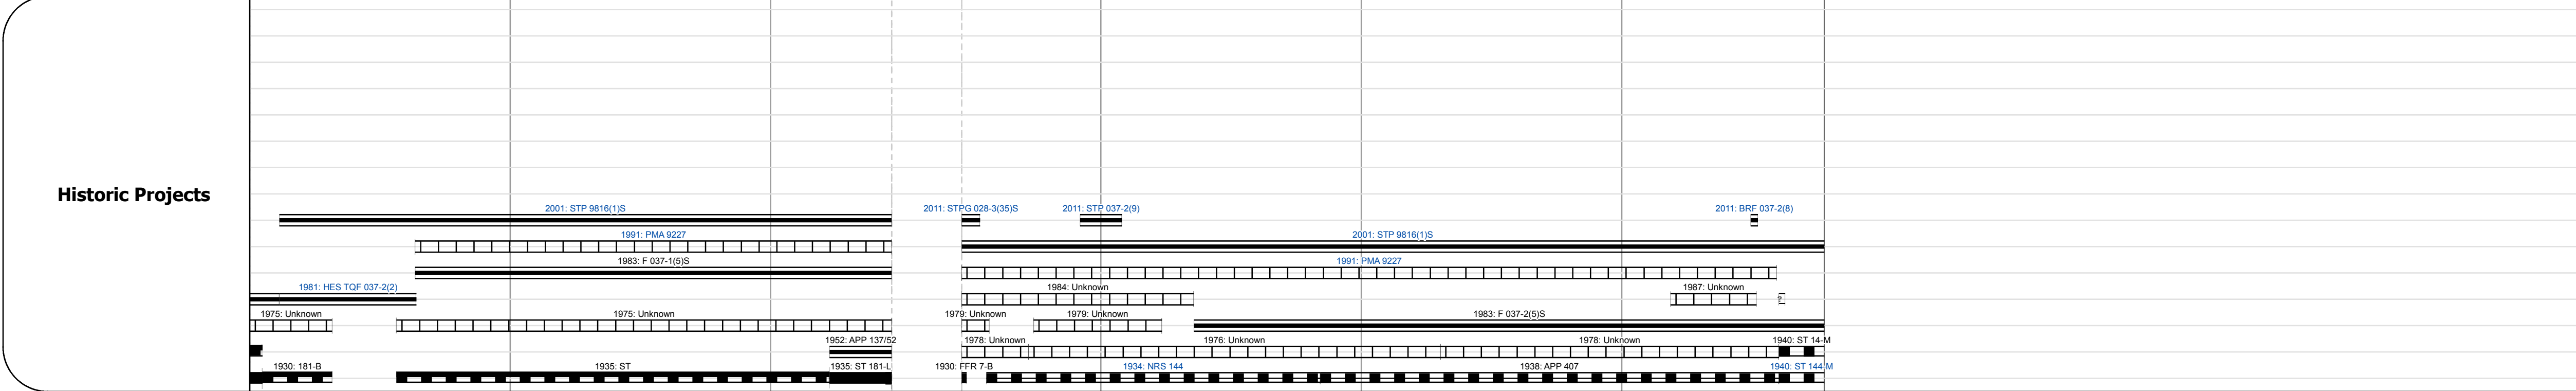 Historic Projects
2001: STP 9816(1)S
2011: STPG 028-3(35)S
2011: STP 037-2(9)
2011: BRF 037-2(8)
1991: PMA 9227
2001: STP 9816(1)S
1983: F 037-1(5)S
1991: PMA 9227
1981: HES TQF 037-2(2)
1984: Unknown
1987: Unknown
1975: Unknown
1975: Unknown
1979: Unknown
1979: Unknown
1983: F 037-2(5)S
1952: APP 137/52
1978: Unknown
1976: Unknown
1978: Unknown
1940: ST 14-M
1930: 181-B
1935: ST
1935: ST 181-L
1930: FFR 7-B
1934: NRS 144
1938: APP 407
1940: ST 144 M